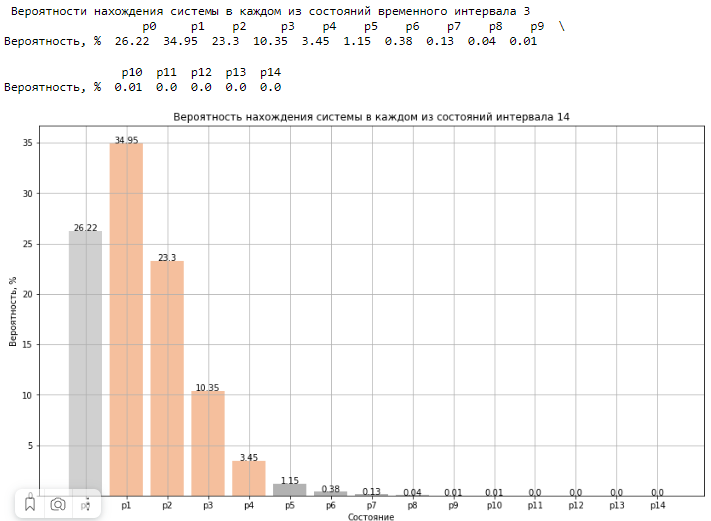 Вероятности нахождения системы в каждом из состояний временного интервала 3
p0 p1 p2 p3 p4 p5 p6 p7 p8 p9 \
Вероятность, % 26.22 34.95 23.3 10.35 3.45 1.15 0.38 0.13 0.04 0.01
p10 p11 p12 p13 p14
Вероятность, % 0.01 0.0 0.0 0.0 0.0
Вероятность нахождения системы в каждом из состояний интервала 14
35
30
25
20
15
10
5
0
Вероятность, %
26.22
34.95
23.3
10.35
3.45
1.15
0.38
0.13
0.04
0.01
0.01
0.0
0.0
0.0
0.0
p1 p2 p3 p4 p5 p6 p7 p8 p9 p10 p11 p12 p13 p14
Состояние